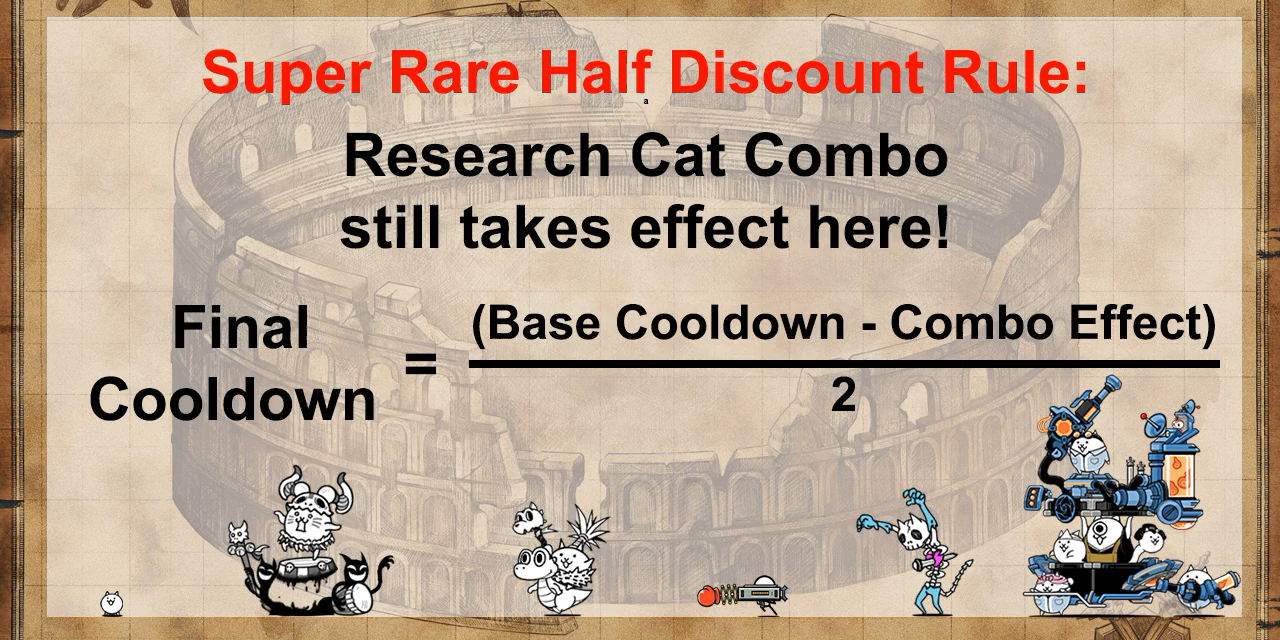 Super Rare Half Discount Rule:
a
Research Cat Combo
still takes effect here!
Final
Cooldown
=
(Base Cooldown - Combo Effect)
2